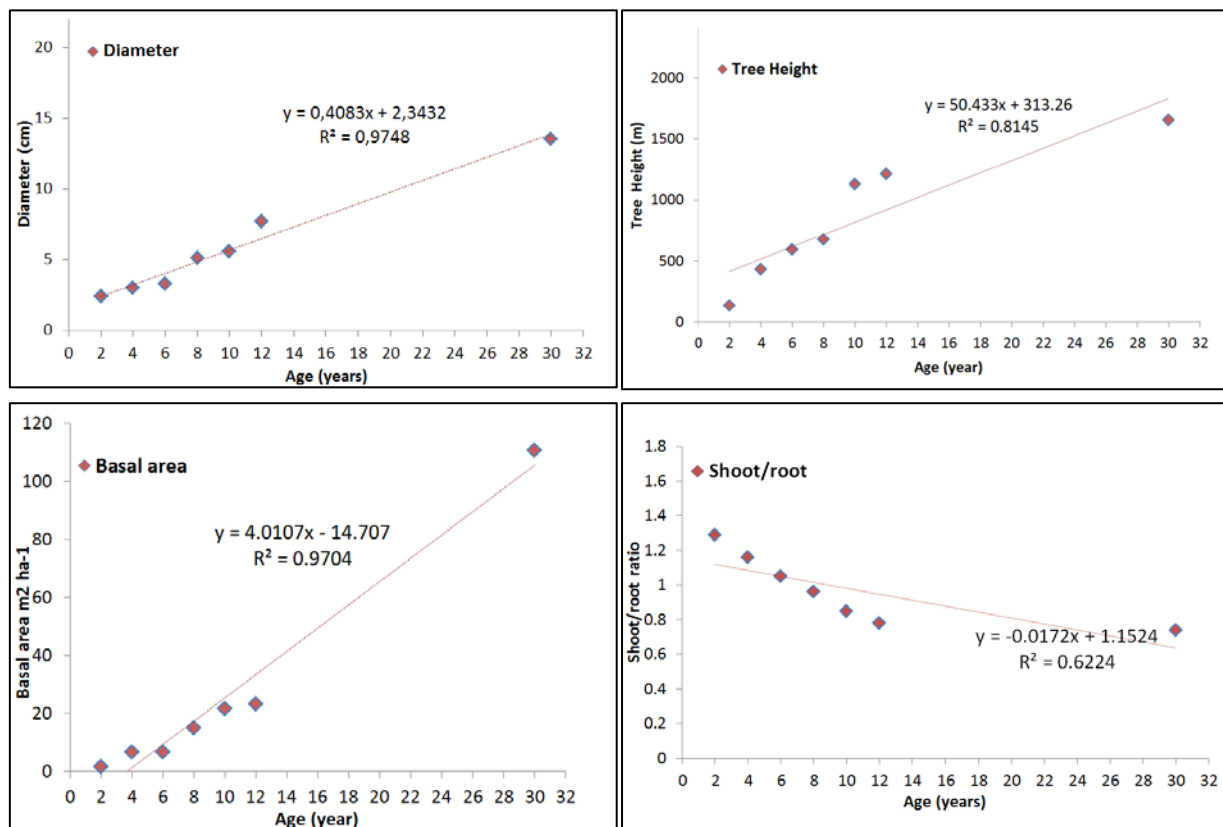 Diameter
y = 0,4083x + 2,3432
R² = 0,9748
Diameter (cm)
20
15
10
5
0
0 2 4 6 8 10 12 14 16 18 20 22 24 26 28 30 32
Age (years)
Tree Height
y = 50.433x + 313.26
R² = 0.8145
Tree Height (m)
2000
1500
1000
500
0
0 2 4 6 8 10 12 14 16 18 20 22 24 26 28 30 32
Age (year)
Basal area
y = 4.0107x - 14.707
R² = 0.9704
Basal area m2 ha-1
120
100
80
60
40
20
0
0 2 4 6 8 10 12 14 16 18 20 22 24 26 28 30 32
Age (year)
Shoot/root
y = -0.0172x + 1.1524
R² = 0.6224
Shoot/root ratio
1.8
1.6
1.4
1.2
1
0.8
0.6
0.4
0.2
0
0 2 4 6 8 10 12 14 16 18 20 22 24 26 28 30 32
Age (years)